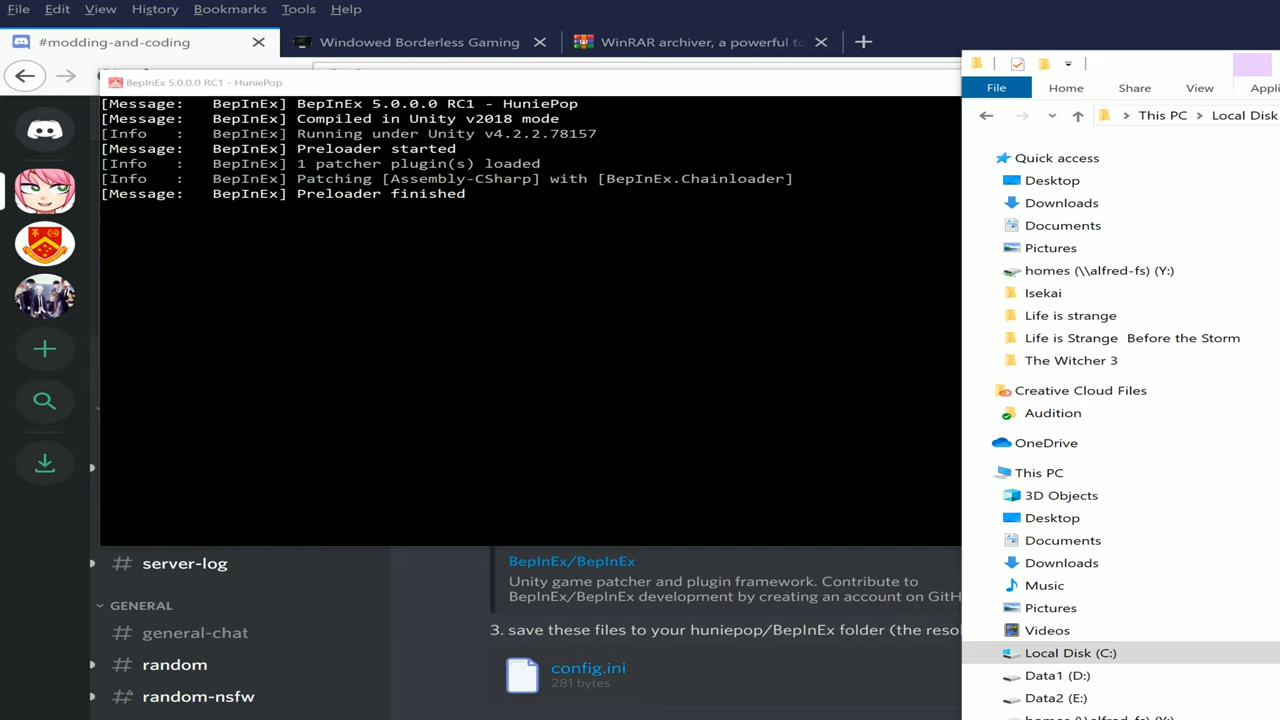 File Edit View History Bookmarks Tools Help
#modding-and-coding
Windowed Borderless Gaming
WinRAR archiver, a powerful to
BepInEx 5.0.0.0 RC1 - HuniePop
[Message: BepInEx] BepInEx 5.0.0.0 RC1 - HuniePop
[Message: BepInEx] Compiled in Unity v2018 mode
[Info : BepInEx] Running under Unity v4.2.2.78157
[Message: BepInEx] Preloader started
[Info : BepInEx] 1 patcher plugin(s) loaded
[Info : BepInEx] Patching [Assembly-CSharp] with [BepInEx.Chainloader]
[Message: BepInEx] Preloader finished
server-log
GENERAL
# general-chat
# random
random-nsfw
BepInEx/BepInEx
Unity game patcher and plugin framework. Contribute to
BepInEx/BepInEx development by creating an account on GitH
3. save these files to your huniepop/BepInEx folder (the resol
config.ini
281 bytes
File Home Share View Appli
This PC > Local Disk
Quick access
Desktop
Downloads
Documents
Pictures
homes (\\alfred-fs) (Y:)
Isekai
Life is strange
Life is Strange Before the Storm
The Witcher 3
Creative Cloud Files
Audition
OneDrive
This PC
3D Objects
Desktop
Documents
Downloads
Music
Pictures
Videos
Local Disk (C:)
Data1 (D:)
Data2 (E:)
homes (\\alfred-fs) (Y:)